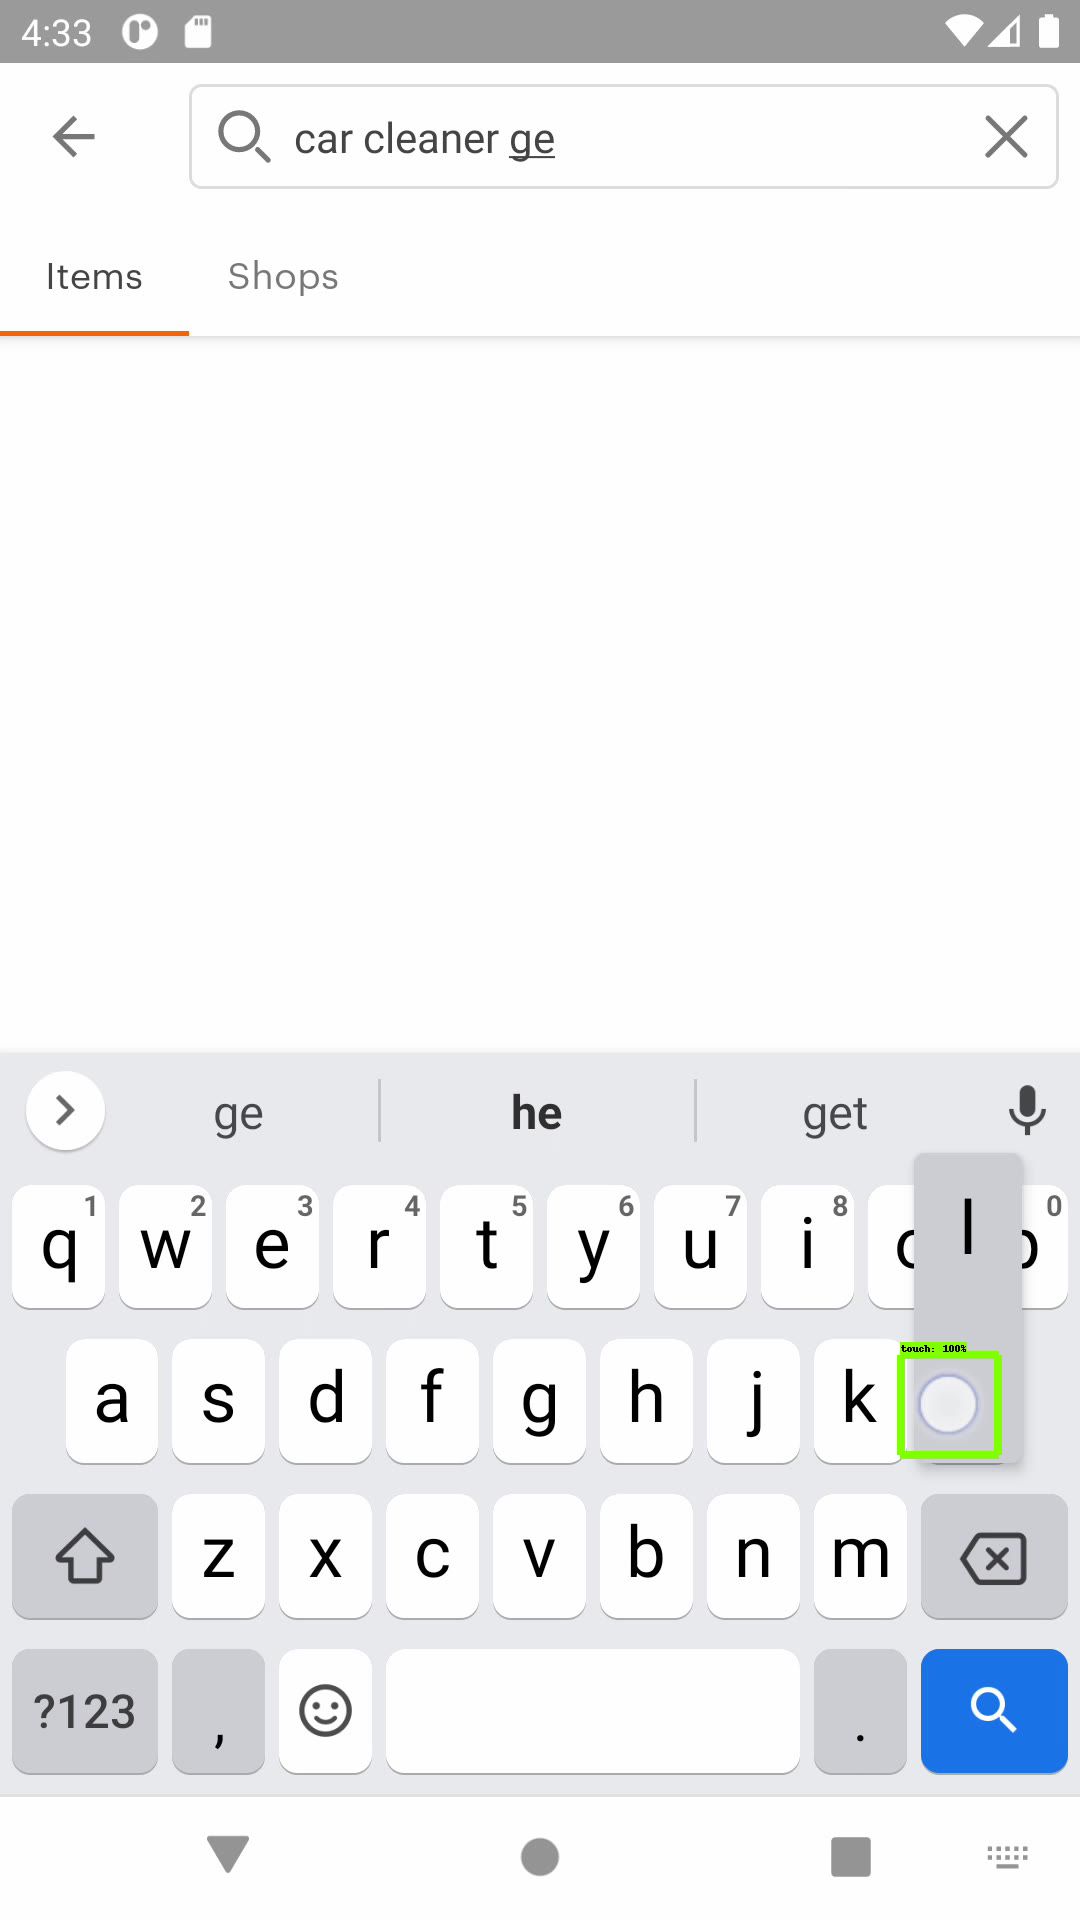 4:33
car cleaner ge
Items Shops
ge he get
1 2 3 4 5 6 7 8 0
q w e r t y u i o p
l
touch: 100%
a s d f g h j k
z x c v b n m
?123 , .